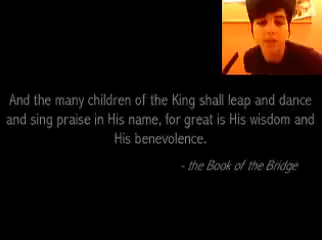 And the many children of the King shall leap and dance
and sing praise in His name, for great is His wisdom and
His benevolence.
- the Book of the Bridge